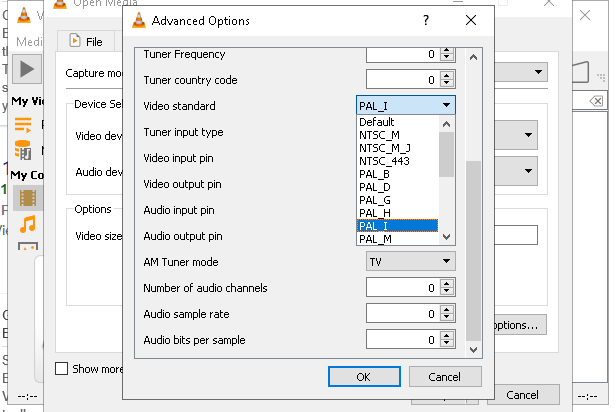 Open Media
Advanced Options
?
Media
File
Tuner Frequency 0
Capture mo
Tuner country code 0
Device Sel
Video standard PAL_I
My Vi
Default
Video devi
Tuner input type
NTSC_M
NTSC_M_J
Video input pin
NTSC_443
Audio dev
Video output pin
PAL_B
My Co
PAL_D
Options
Audio input pin
PAL_G
PAL_H
Video size
Audio output pin
PAL_I
PAL_M
AM Tuner mode TV
Number of audio channels 0
Audio sample rate 0
options...
Audio bits per sample 0
Show more
OK Cancel
--:-- Cancel --:--